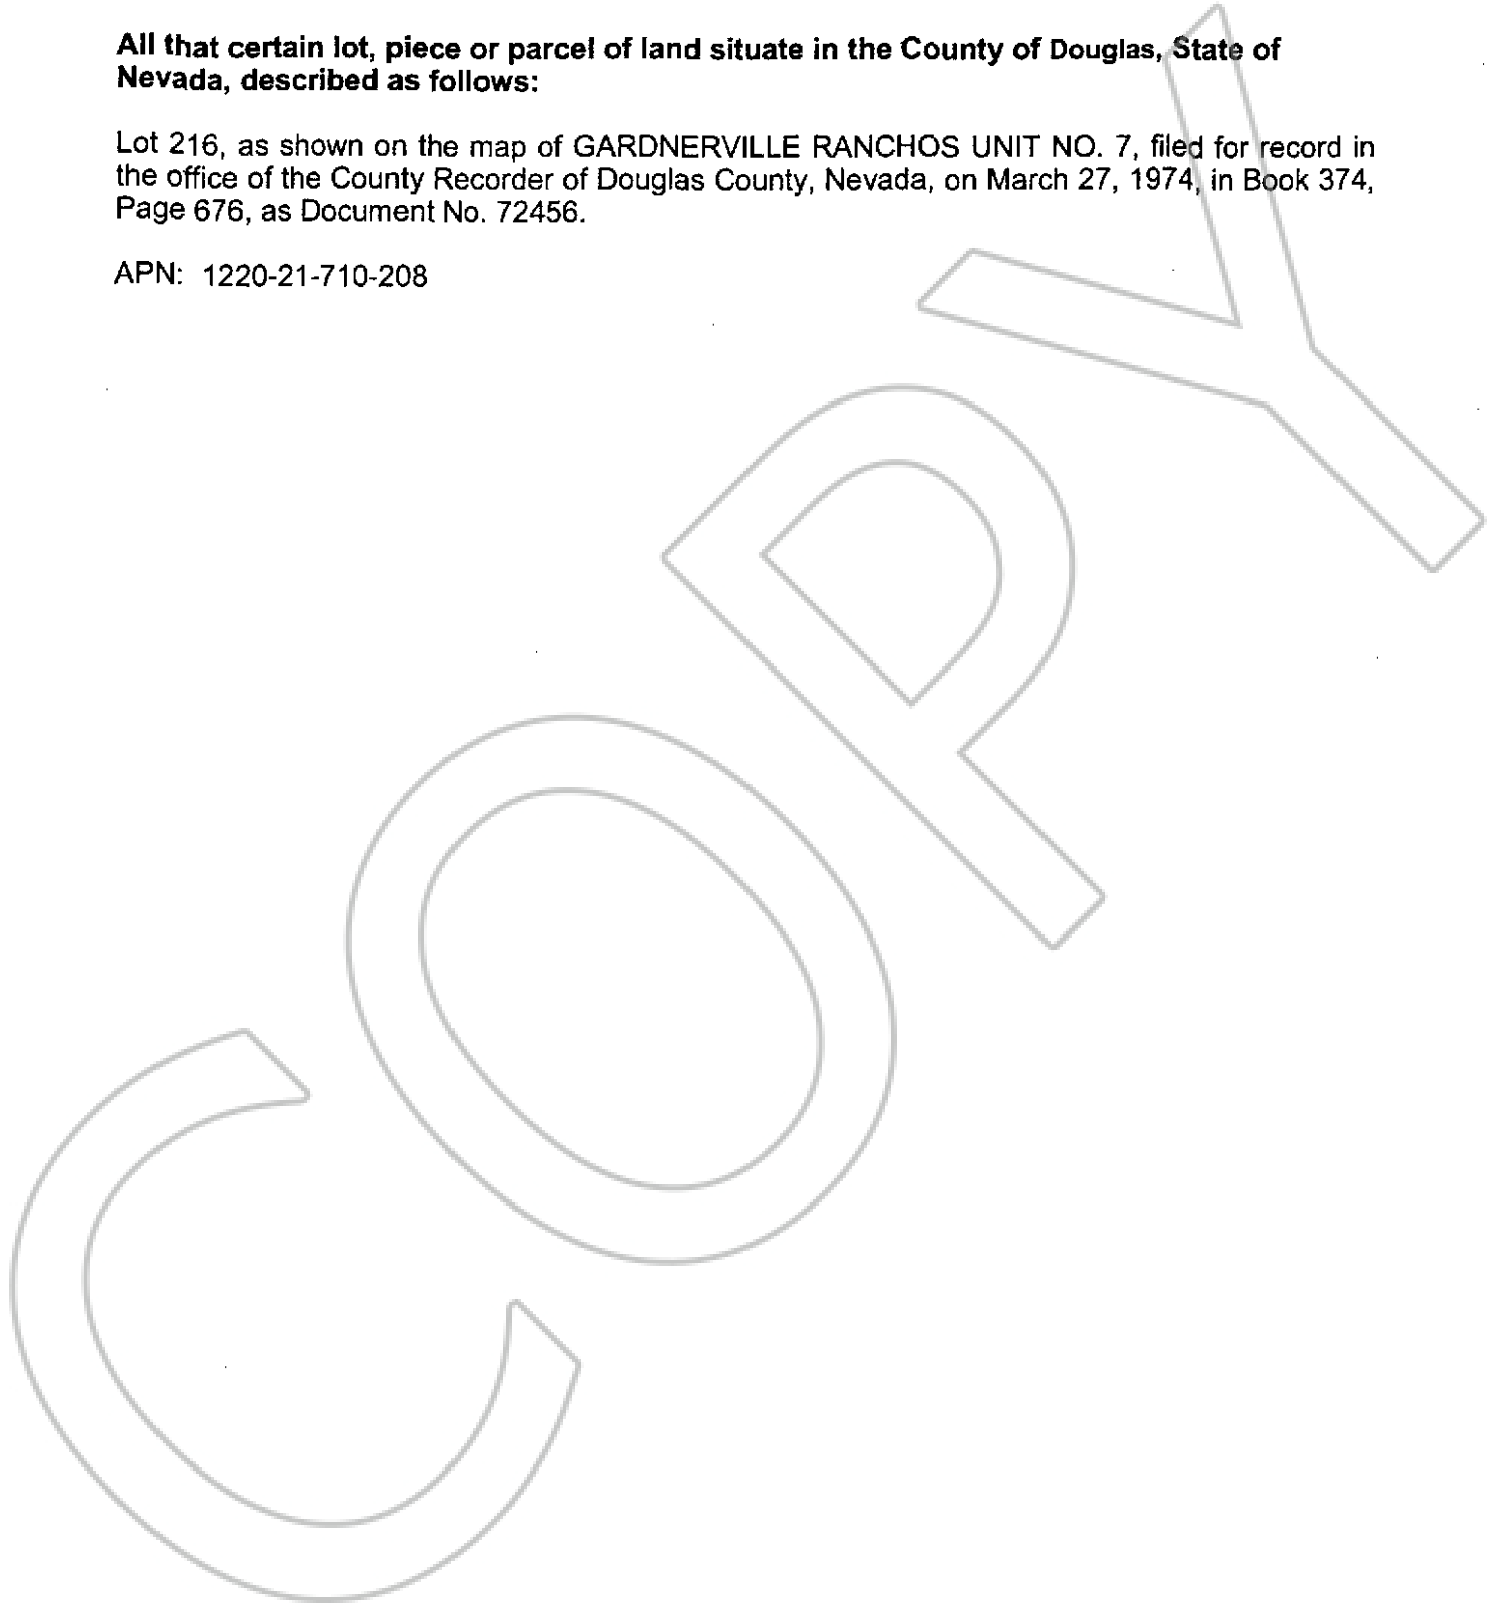 All that certain lot, piece or parcel of land situate in the County of Douglas, State of
Nevada, described as follows:
Lot 216, as shown on the map of GARDNERVILLE RANCHOS UNIT NO. 7, filed for record in
the office of the County Recorder of Douglas County, Nevada, on March 27, 1974, in Book 374,
Page 676, as Document No. 72456.
APN: 1220-21-710-208
COPY